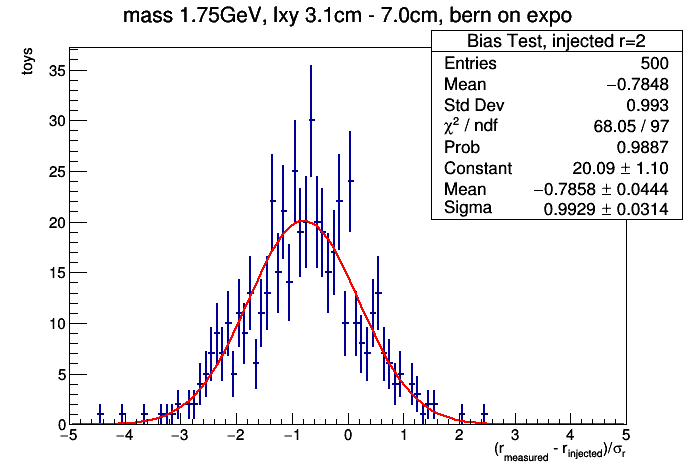 mass 1.75GeV, lxy 3.1cm - 7.0cm, bern on expo
Bias Test, injected r=2
Entries 500
Mean −0.7848
Std Dev 0.993
χ² / ndf 68.05 / 97
Prob 0.9887
Constant 20.09 ± 1.10
Mean −0.7858 ± 0.0444
Sigma 0.9929 ± 0.0314
toys
35
30
25
20
15
10
5
0
−5 −4 −3 −2 −1 0 1 2 3 4 5
(r_measured - r_injected)/σ_r